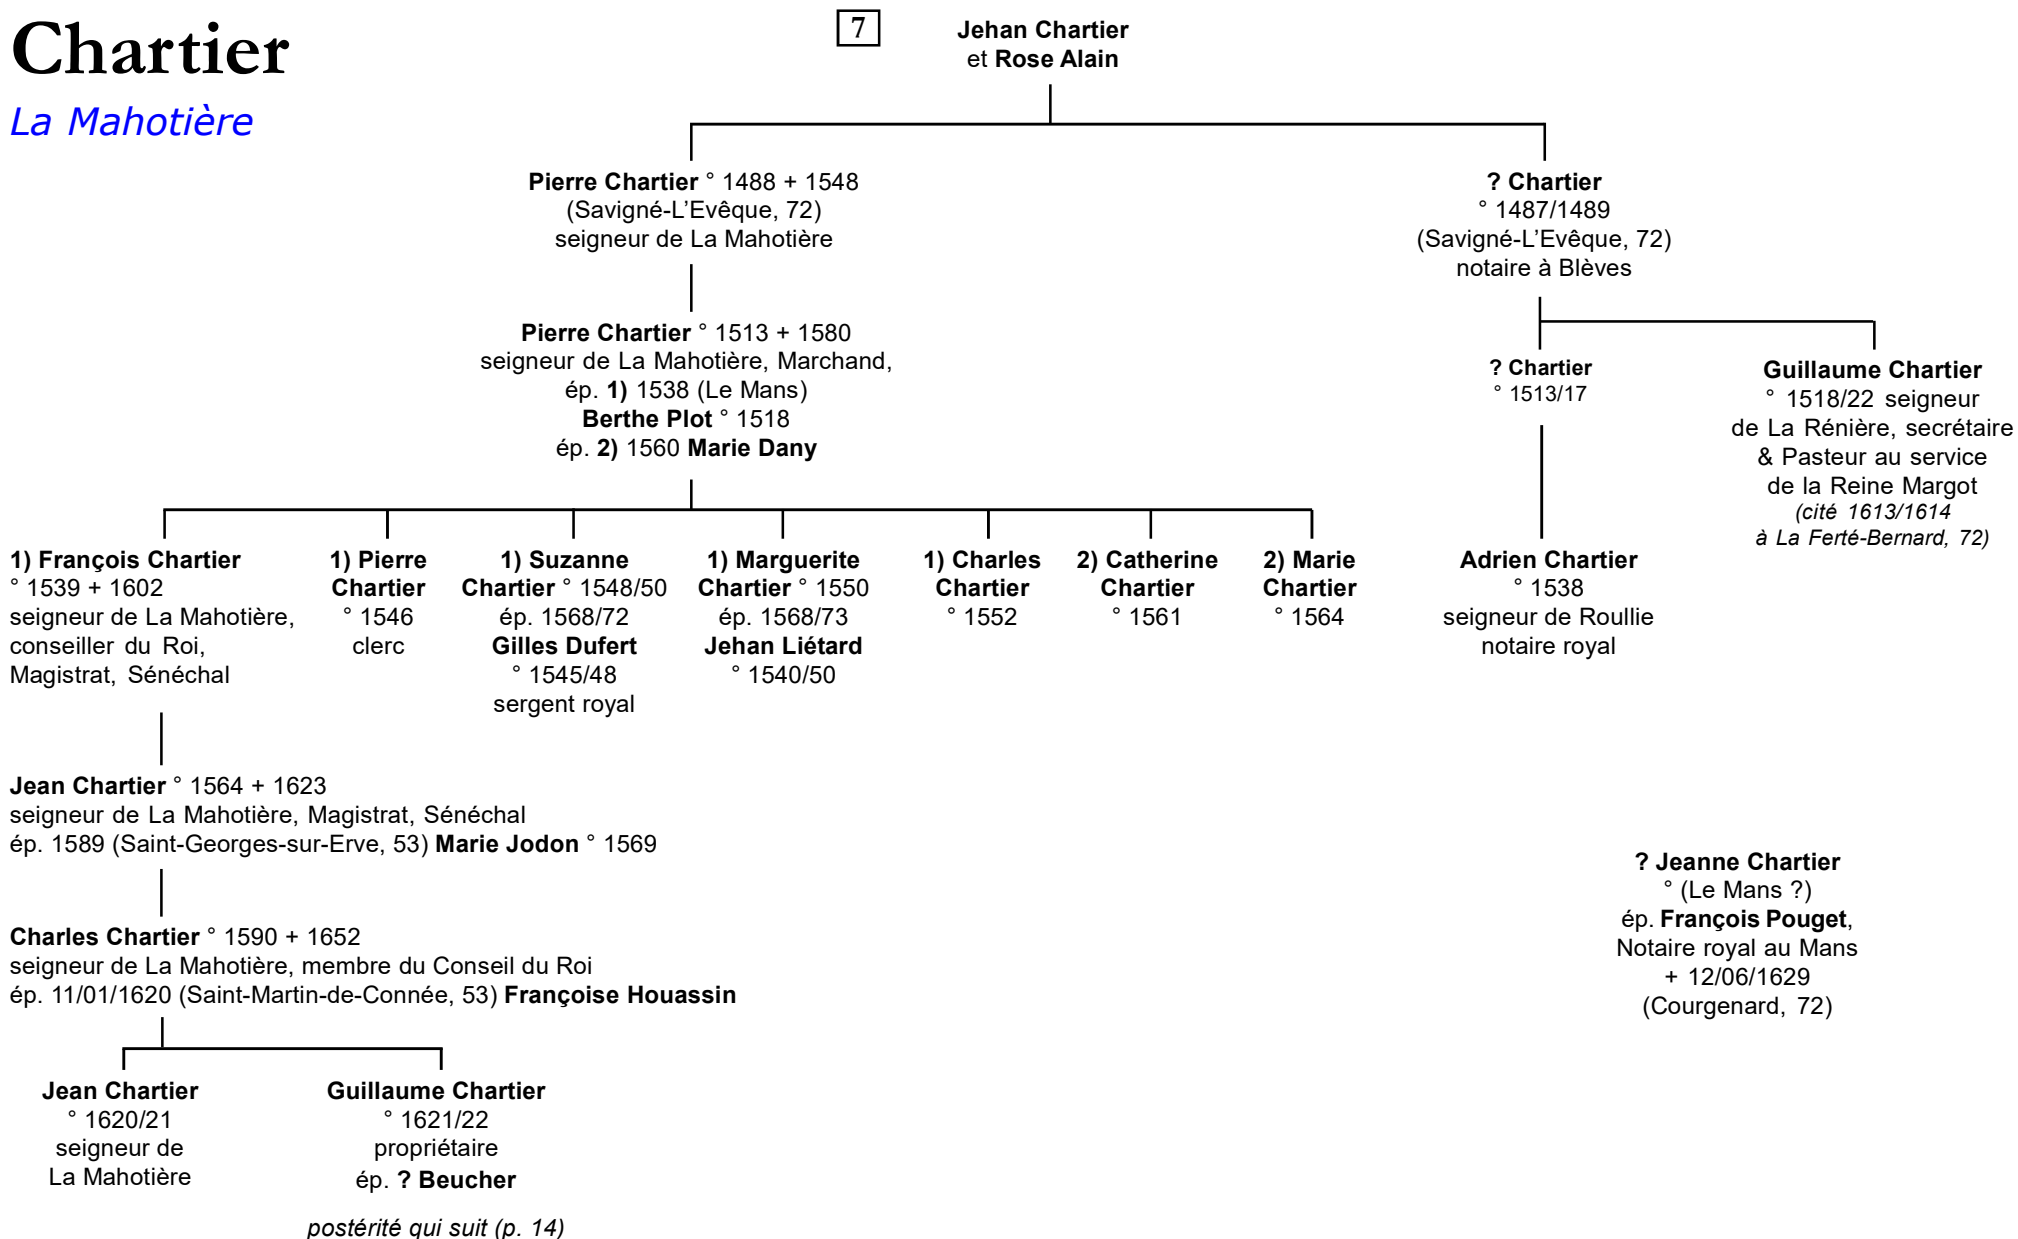 Chartier
La Mahotière
7
Jehan Chartier
et Rose Alain
Pierre Chartier ° 1488 + 1548
(Savigné-L'Evêque, 72)
seigneur de La Mahotière
? Chartier
° 1487/1489
(Savigné-L'Evêque, 72)
notaire à Blèves
Pierre Chartier ° 1513 + 1580
seigneur de La Mahotière, Marchand,
ép. 1) 1538 (Le Mans)
Berthe Plot ° 1518
ép. 2) 1560 Marie Dany
? Chartier
° 1513/17
Guillaume Chartier
° 1518/22 seigneur
de La Rénière, secrétaire
& Pasteur au service
de la Reine Margot
(cité 1613/1614
à La Ferté-Bernard, 72)
1) François Chartier
° 1539 + 1602
seigneur de La Mahotière,
conseiller du Roi,
Magistrat, Sénéchal
1) Pierre
Chartier
° 1546
clerc
1) Suzanne
Chartier ° 1548/50
ép. 1568/72
Gilles Dufert
° 1545/48
sergent royal
1) Marguerite
Chartier ° 1550
ép. 1568/73
Jehan Liétard
° 1540/50
1) Charles
Chartier
° 1552
2) Catherine
Chartier
° 1561
2) Marie
Chartier
° 1564
Adrien Chartier
° 1538
seigneur de Roullie
notaire royal
Jean Chartier ° 1564 + 1623
seigneur de La Mahotière, Magistrat, Sénéchal
ép. 1589 (Saint-Georges-sur-Erve, 53) Marie Jodon ° 1569
? Jeanne Chartier
° (Le Mans ?)
ép. François Pouget,
Notaire royal au Mans
+ 12/06/1629
(Courgenard, 72)
Charles Chartier ° 1590 + 1652
seigneur de La Mahotière, membre du Conseil du Roi
ép. 11/01/1620 (Saint-Martin-de-Connée, 53) Françoise Houassin
Jean Chartier
° 1620/21
seigneur de
La Mahotière
Guillaume Chartier
° 1621/22
propriétaire
ép. ? Beucher
postérité qui suit (p. 14)